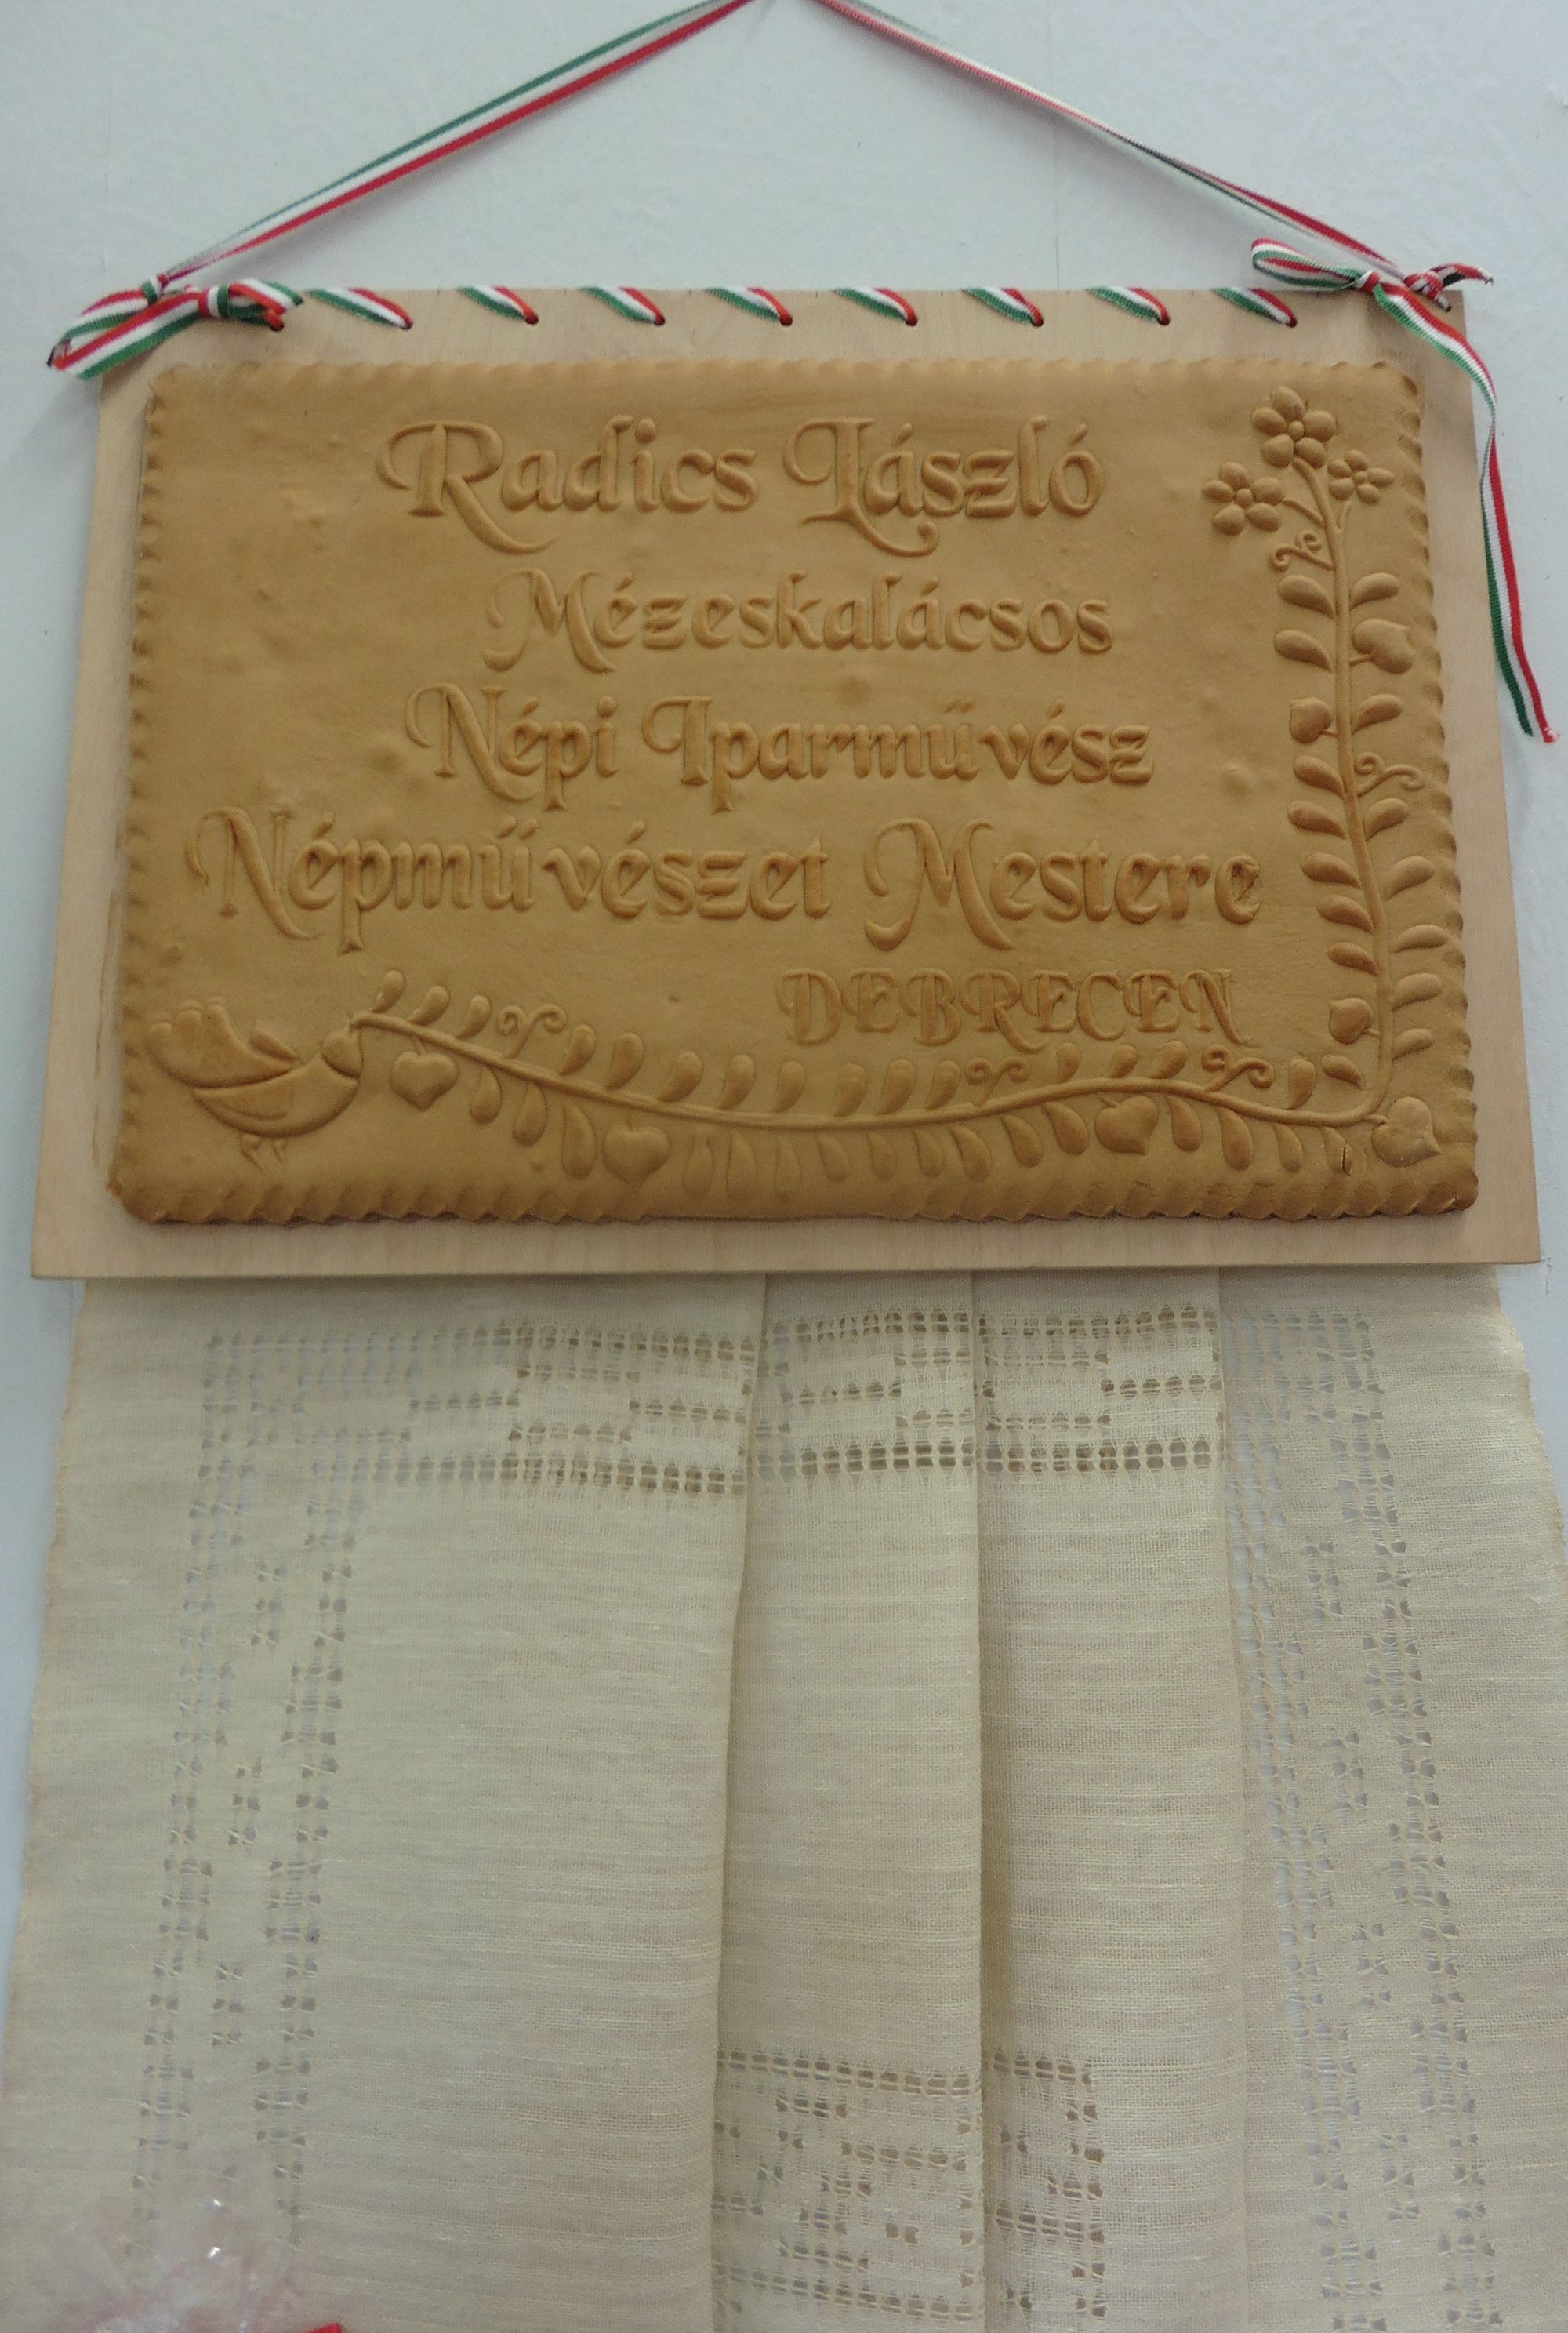 Radics László
Mézeskalácsos
Népi Iparművész
Népművészet Mestere
DEBRECEN